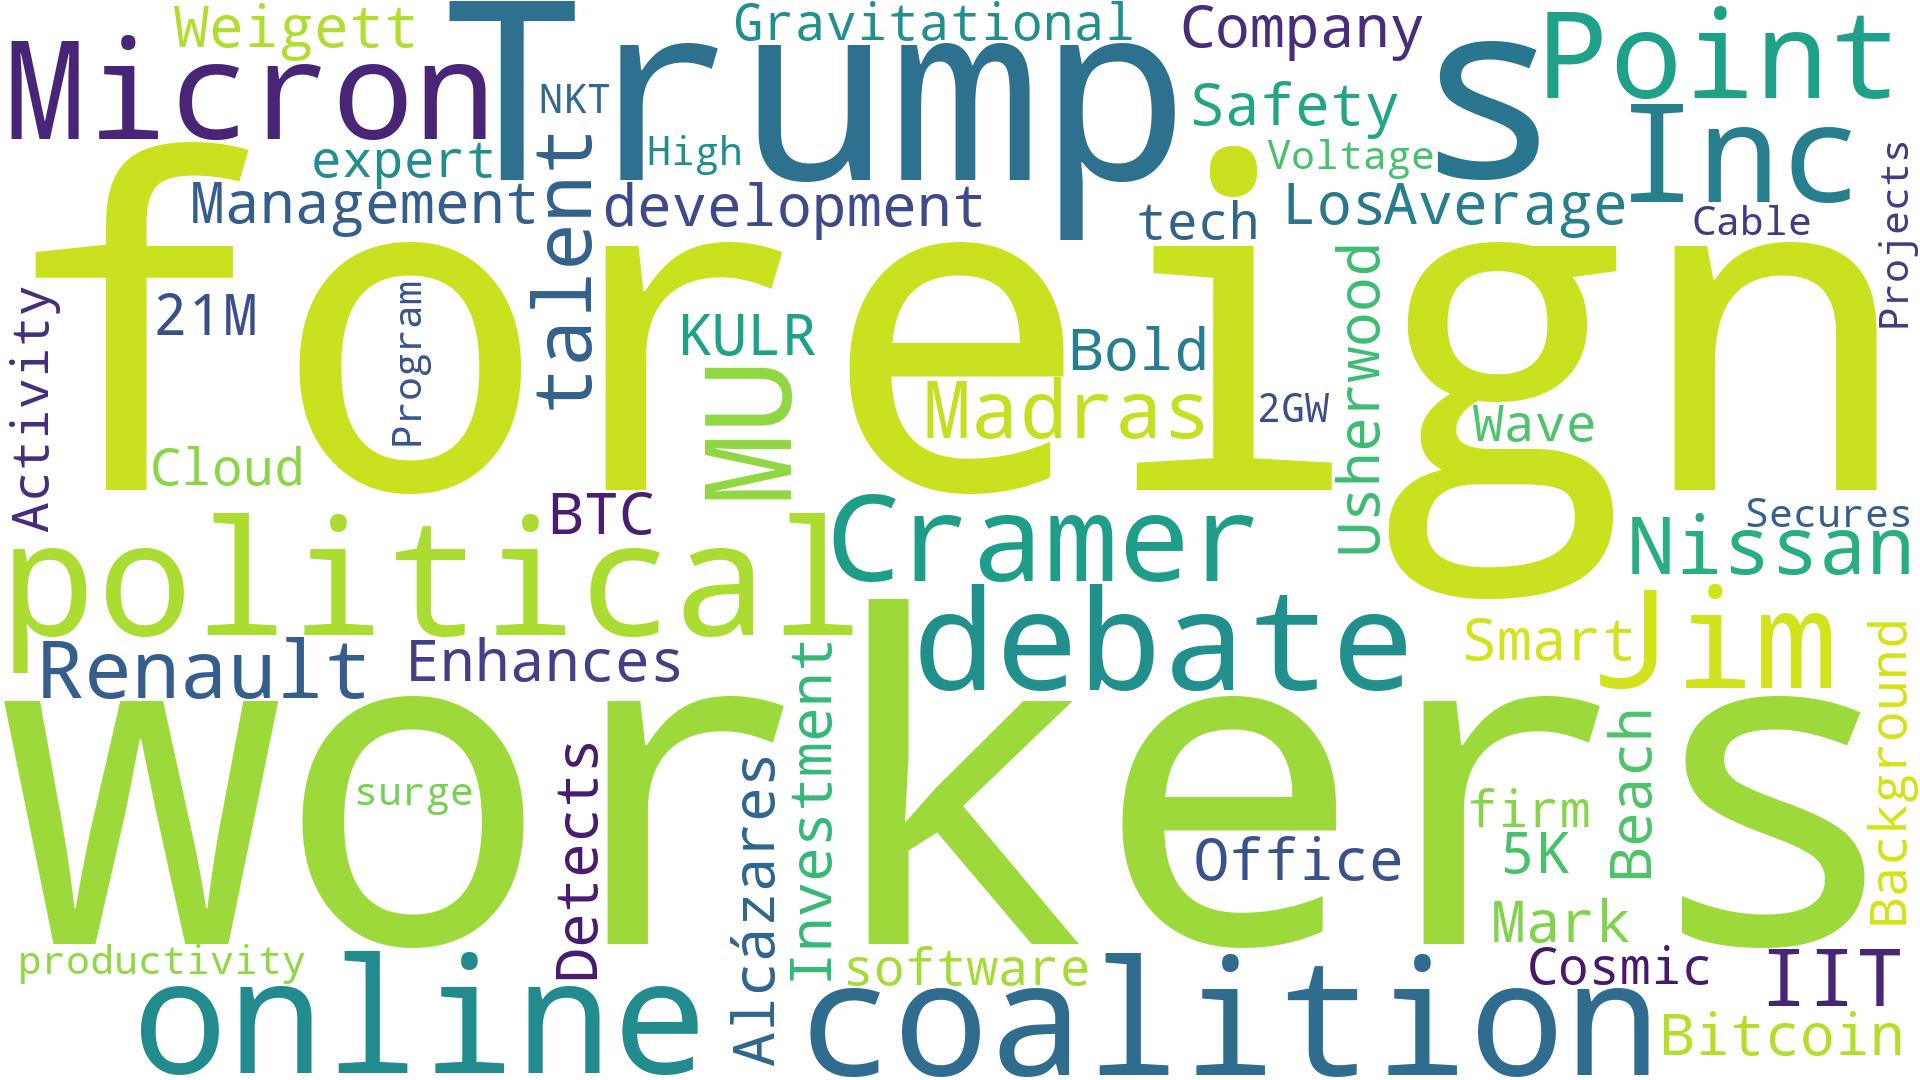 Weigett
Gravitational
Company
Micron
Trump
s
Point
NKT
Safety
Inc
expert
High
Voltage
Projects
Management
talent
development
tech
LosAverage
Cable
foreign
Activity
21M
Program
KULR
Bold
Usherwood
MU
Madras
2GW
Wave
Cloud
BTC
Cramer
Secures
Nissan
political
debate
Smart
Jim
Renault
Enhances
Investment
Background
workers
Beach
surge
Detects
Alcázares
firm
Office
5K
Mark
productivity
software
Cosmic
IIT
online
coalition
Bitcoin